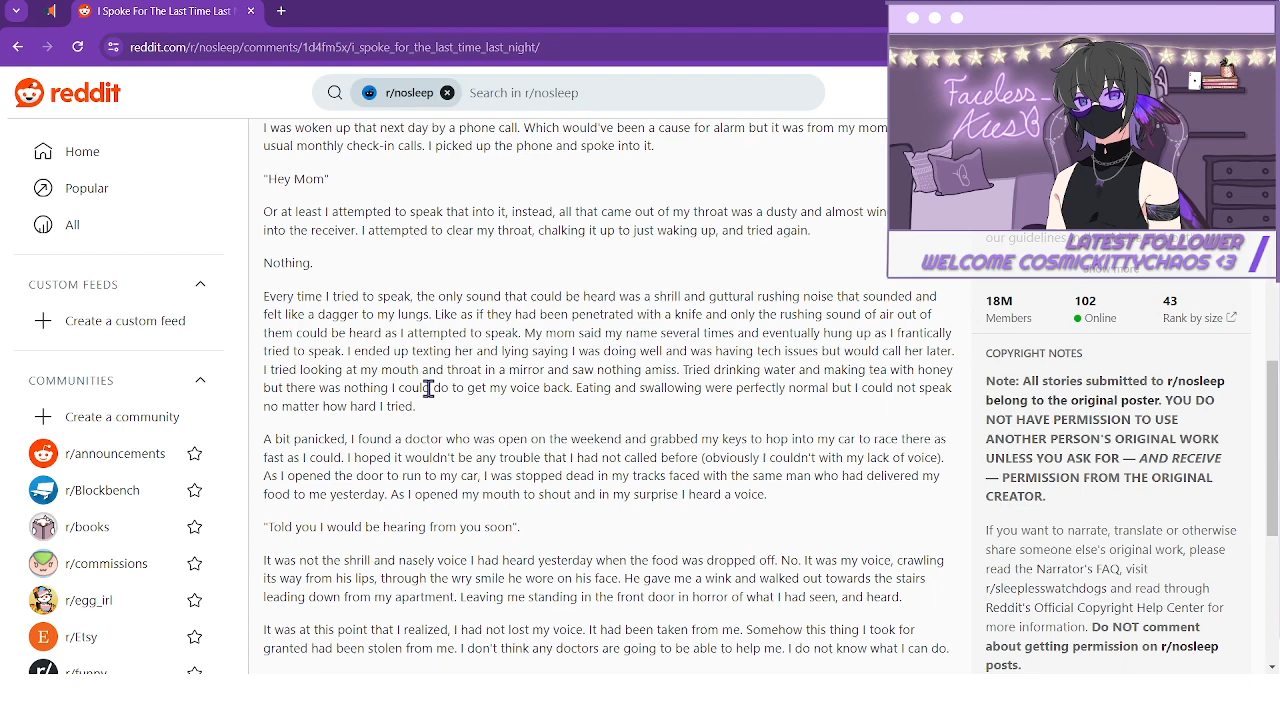 I Spoke For The Last Time Last
reddit.com/r/nosleep/comments/1d4fm5x/i_spoke_for_the_last_time_last_night/
reddit
r/nosleep
Search in r/nosleep
Home
Popular
All
CUSTOM FEEDS
Create a custom feed
COMMUNITIES
Create a community
r/announcements
r/Blockbench
r/books
r/commissions
r/egg_irl
r/Etsy
r/funny
I was woken up that next day by a phone call. Which would've been a cause for alarm but it was from my mom
usual monthly check-in calls. I picked up the phone and spoke into it.
"Hey Mom"
Or at least I attempted to speak that into it, instead, all that came out of my throat was a dusty and almost
into the receiver. I attempted to clear my throat, chalking it up to just waking up, and tried again.
Nothing.
Every time I tried to speak, the only sound that could be heard was a shrill and guttural rushing noise that sounded and
felt like a dagger to my lungs. Like as if they had been penetrated with a knife and only the rushing sound of air out of
them could be heard as I attempted to speak. My mom said my name several times and eventually hung up as I frantically
tried to speak. I ended up texting her and lying saying I was doing well and was having tech issues but would call her later.
I tried looking at my mouth and throat in a mirror and saw nothing amiss. Tried drinking water and making tea with honey
but there was nothing I could do to get my voice back. Eating and swallowing were perfectly normal but I could not speak
no matter how hard I tried.
A bit panicked, I found a doctor who was open on the weekend and grabbed my keys to hop into my car to race there as
fast as I could. I hoped it wouldn't be any trouble that I had not called before (obviously I couldn't with my lack of voice).
As I opened the door to run to my car, I was stopped dead in my tracks faced with the same man who had delivered my
food to me yesterday. As I opened my mouth to shout and in my surprise I heard a voice.
"Told you I would be hearing from you soon".
It was not the shrill and nasely voice I had heard yesterday when the food was dropped off. No. It was my voice, crawling
its way from his lips, through the wry smile he wore on his face. He gave me a wink and walked out towards the stairs
leading down from my apartment. Leaving me standing in the front door in horror of what I had seen, and heard.
It was at this point that I realized, I had not lost my voice. It had been taken from me. Somehow this thing I took for
granted had been stolen from me. I don't think any doctors are going to be able to help me. I do not know what I can do.
Faceless_
Aces
LATEST FOLLOWER
WELCOME COSMICKITTYCHAOS <3
our guidelines
show more
18M
Members
102
Online
43
Rank by size
COPYRIGHT NOTES
Note: All stories submitted to r/nosleep
belong to the original poster. YOU DO
NOT HAVE PERMISSION TO USE
ANOTHER PERSON'S ORIGINAL WORK
UNLESS YOU ASK FOR — AND RECEIVE
— PERMISSION FROM THE ORIGINAL
CREATOR.
If you want to narrate, translate or otherwise
share someone else's original work, please
read the Narrator's FAQ, visit
r/sleeplesswatchdogs and read through
Reddit's Official Copyright Help Center for
more information. Do NOT comment
about getting permission on r/nosleep
posts.